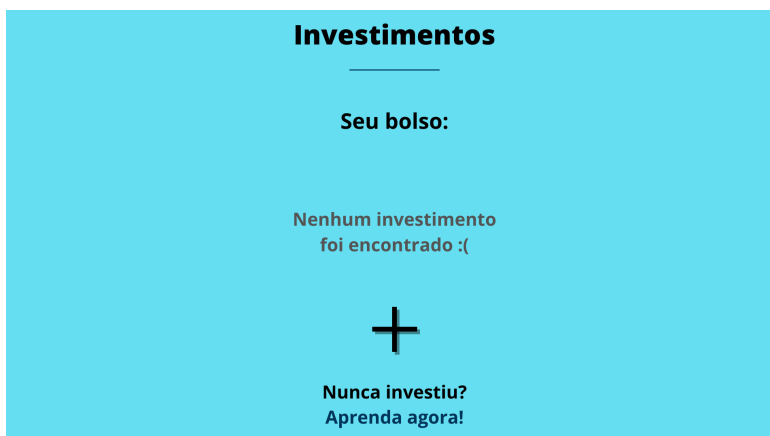 Investimentos
Seu bolso:
Nenhum investimento
foi encontrado :(
Nunca investiu?
Aprenda agora!